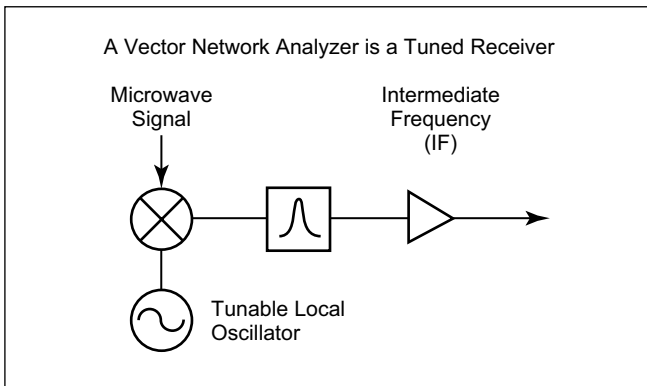 A Vector Network Analyzer is a Tuned Receiver
Microwave
Signal
Intermediate
Frequency
(IF)
Tunable Local
Oscillator